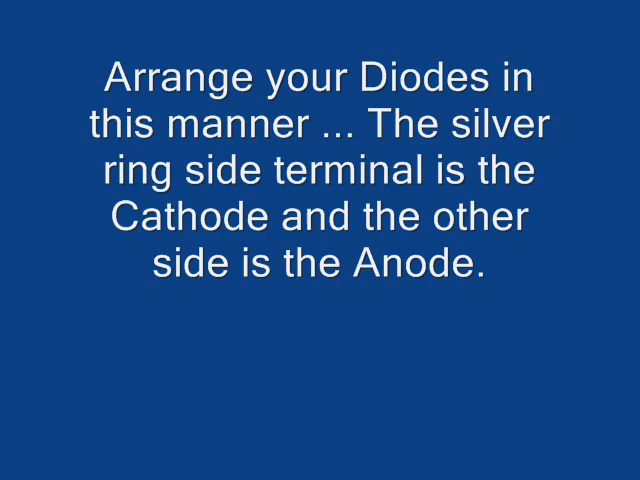 Arrange your Diodes in
this manner ... The silver
ring side terminal is the
Cathode and the other
side is the Anode.